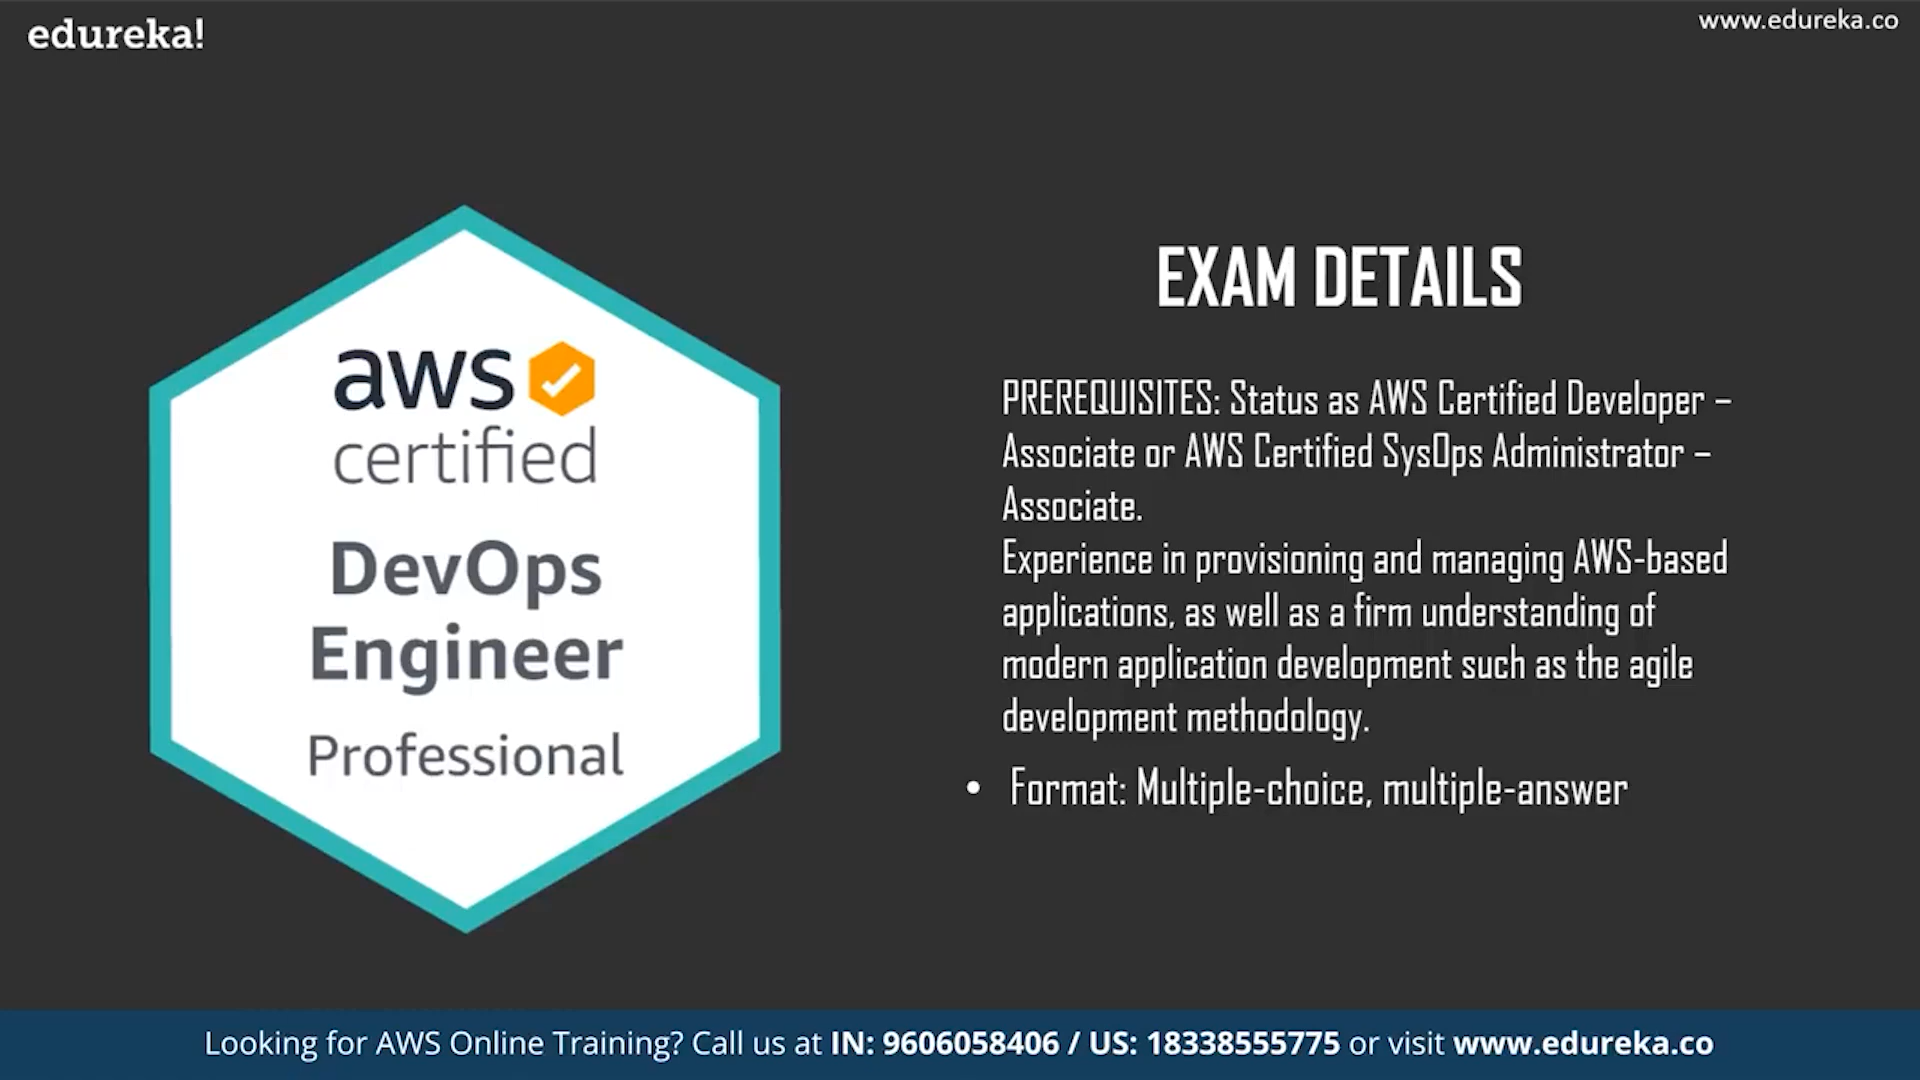 edureka!
www.edureka.co
aws
certified
DevOps
Engineer
Professional
EXAM DETAILS
PREREQUISITES: Status as AWS Certified Developer –
Associate or AWS Certified SysOps Administrator –
Associate.
Experience in provisioning and managing AWS-based
applications, as well as a firm understanding of
modern application development such as the agile
development methodology.
• Format: Multiple-choice, multiple-answer
Looking for AWS Online Training? Call us at IN: 9606058406 / US: 18338555775 or visit www.edureka.co